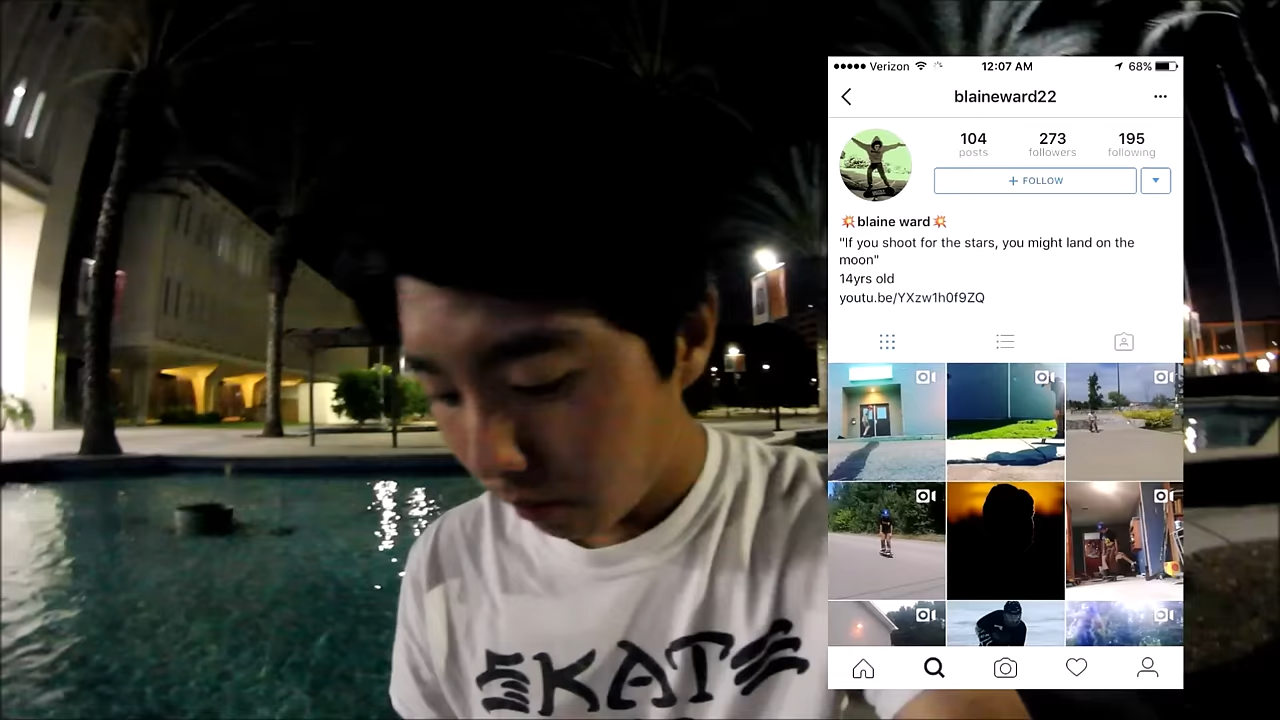 Verizon 12:07 AM 68%
blaineward22
104 273 195
posts followers following
+ FOLLOW
💥blaine ward💥
"If you shoot for the stars, you might land on the
moon"
14yrs old
youtu.be/YXzw1h0f9ZQ
SKATE